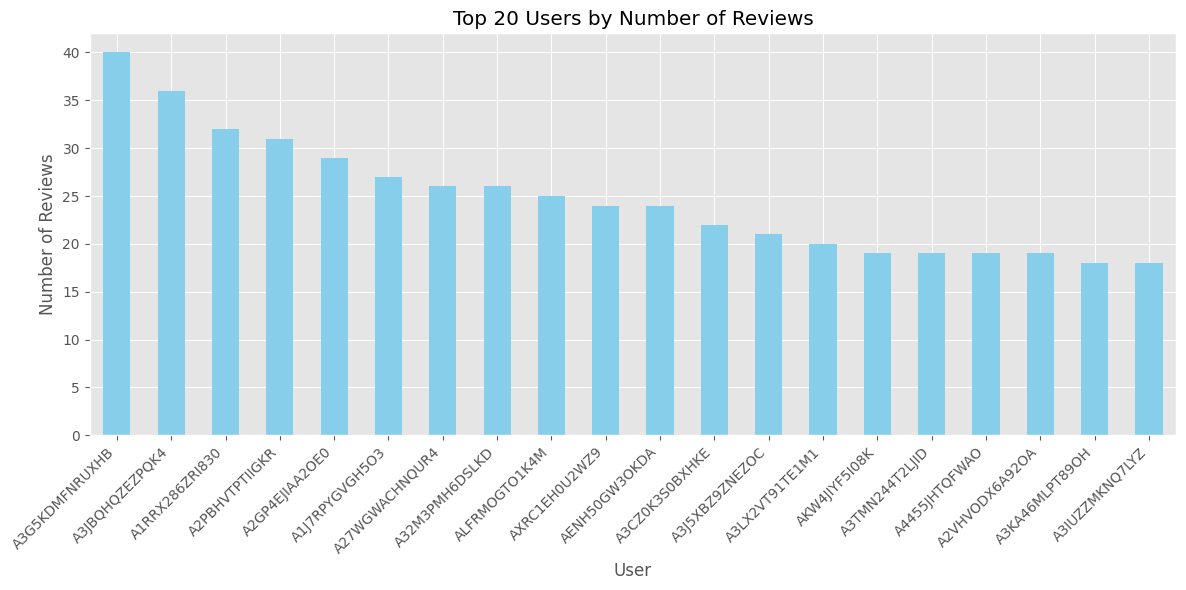 Top 20 Users by Number of Reviews
Number of Reviews
40
35
30
25
20
15
10
5
0
A3G5KDMFNRUXHB
A3JBQHQZEZPQK4
A1RRX286ZRI830
A2PBHVTPTIIGKR
A2GP4EJIAA2OE0
A1J7RPYGVGH5O3
A27WGWACHNQUR4
A32M3PMH6DSLKD
ALFRMOGTO1K4M
AXRC1EH0U2WZ9
AENH50GW3OKDA
A3CZ0K3S0BXHKE
A3J5XBZ9ZNEZOC
A3LX2VT91TE1M1
AKW4JIYF5I08K
A3TMN244T2LJID
A4455JHTQFWAO
A2VHVODX6A92OA
A3KA46MLPT89OH
A3IUZZMKNQ7LYZ
User